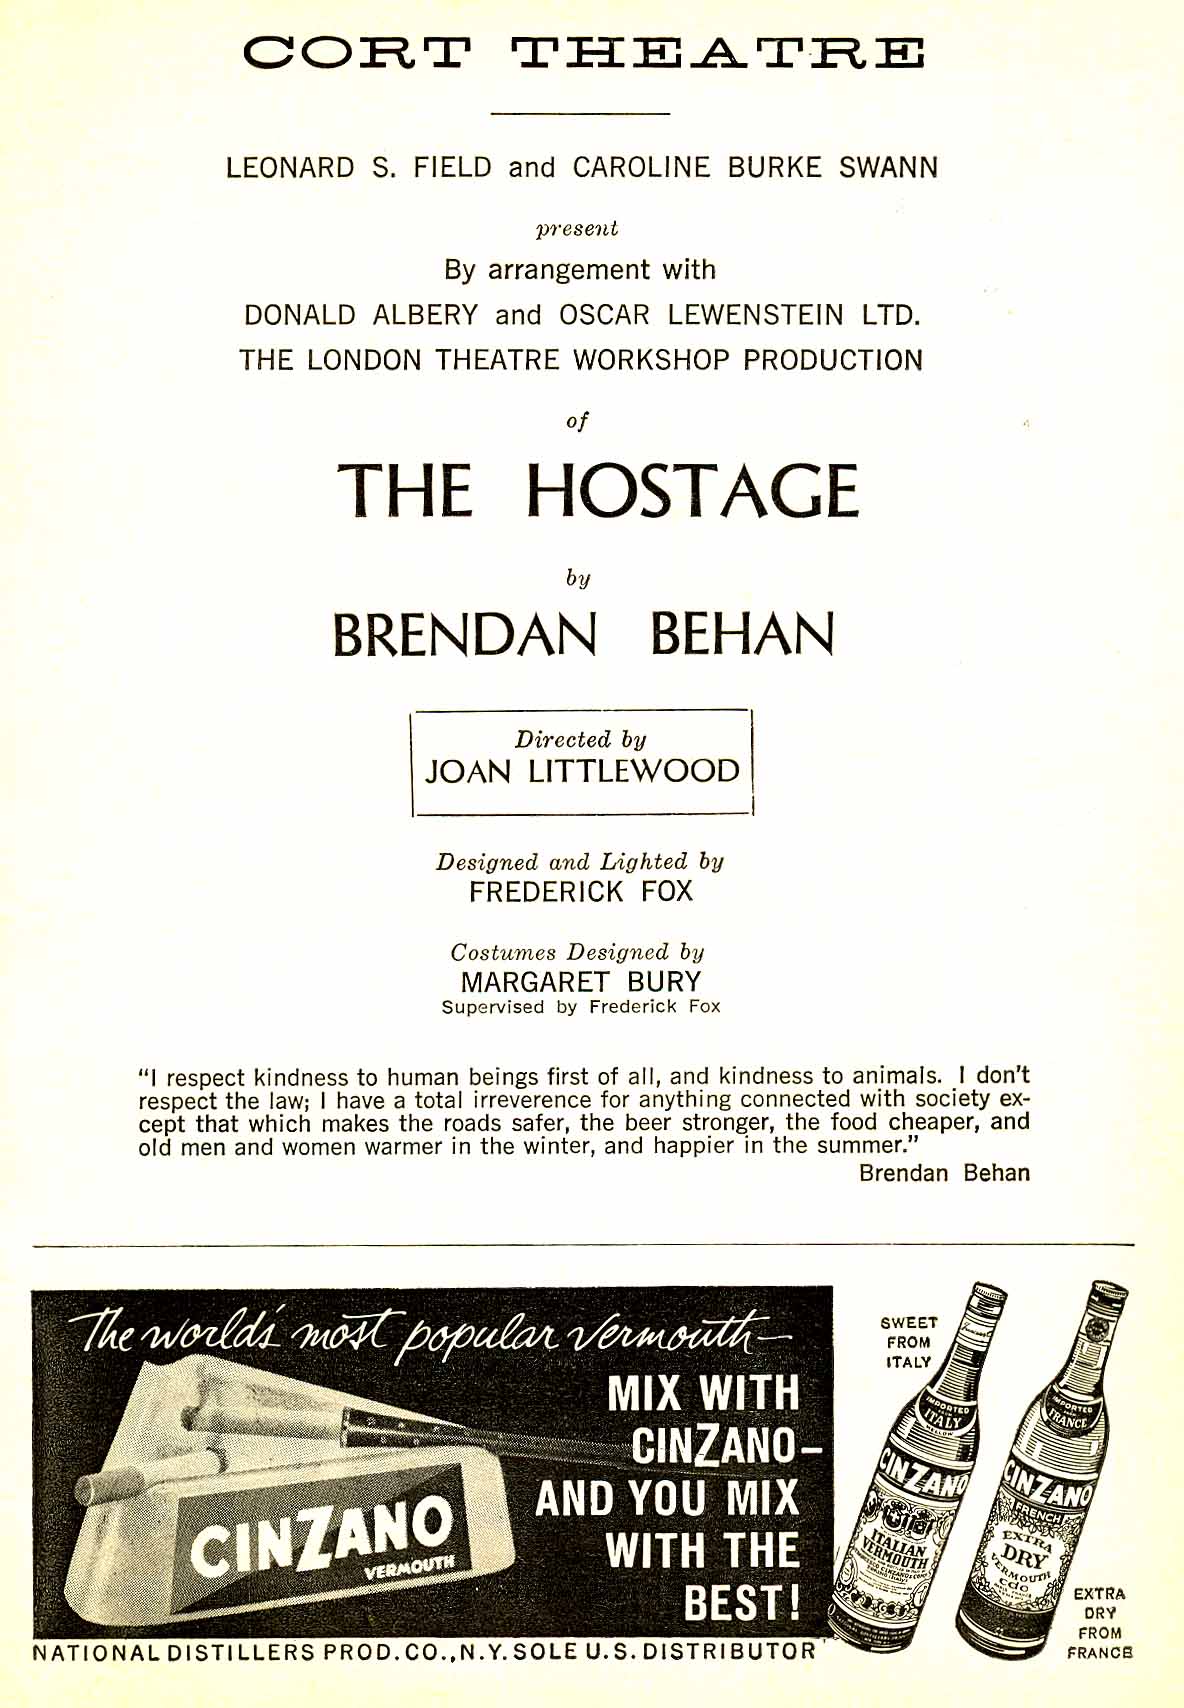 CORT THEATRE
LEONARD S. FIELD and CAROLINE BURKE SWANN
present
By arrangement with
DONALD ALBERY and OSCAR LEWENSTEIN LTD.
THE LONDON THEATRE WORKSHOP PRODUCTION
of
THE HOSTAGE
by
BRENDAN BEHAN
Directed by
JOAN LITTLEWOOD
Designed and Lighted by
FREDERICK FOX
Costumes Designed by
MARGARET BURY
Supervised by Frederick Fox
“I respect kindness to human beings first of all, and kindness to animals. I don't
respect the law; I have a total irreverence for anything connected with society ex-
cept that which makes the roads safer, the beer stronger, the food cheaper, and
old men and women warmer in the winter, and happier in the summer.”
Brendan Behan
The world's most popular vermouth—
MIX WITH
CINZANO–
AND YOU MIX
WITH THE
BEST!
CINZANO
VERMOUTH
SWEET
FROM
ITALY
IMPORTED
ITALY
MELLOW
CINZANO
ITALIAN
VERMOUTH
IMPORTED
FRANCE
CINZANO
FRENCH
EXTRA
DRY
VERMOUTH
EXTRA
DRY
FROM
FRANCE
NATIONAL DISTILLERS PROD. CO., N.Y. SOLE U.S. DISTRIBUTOR